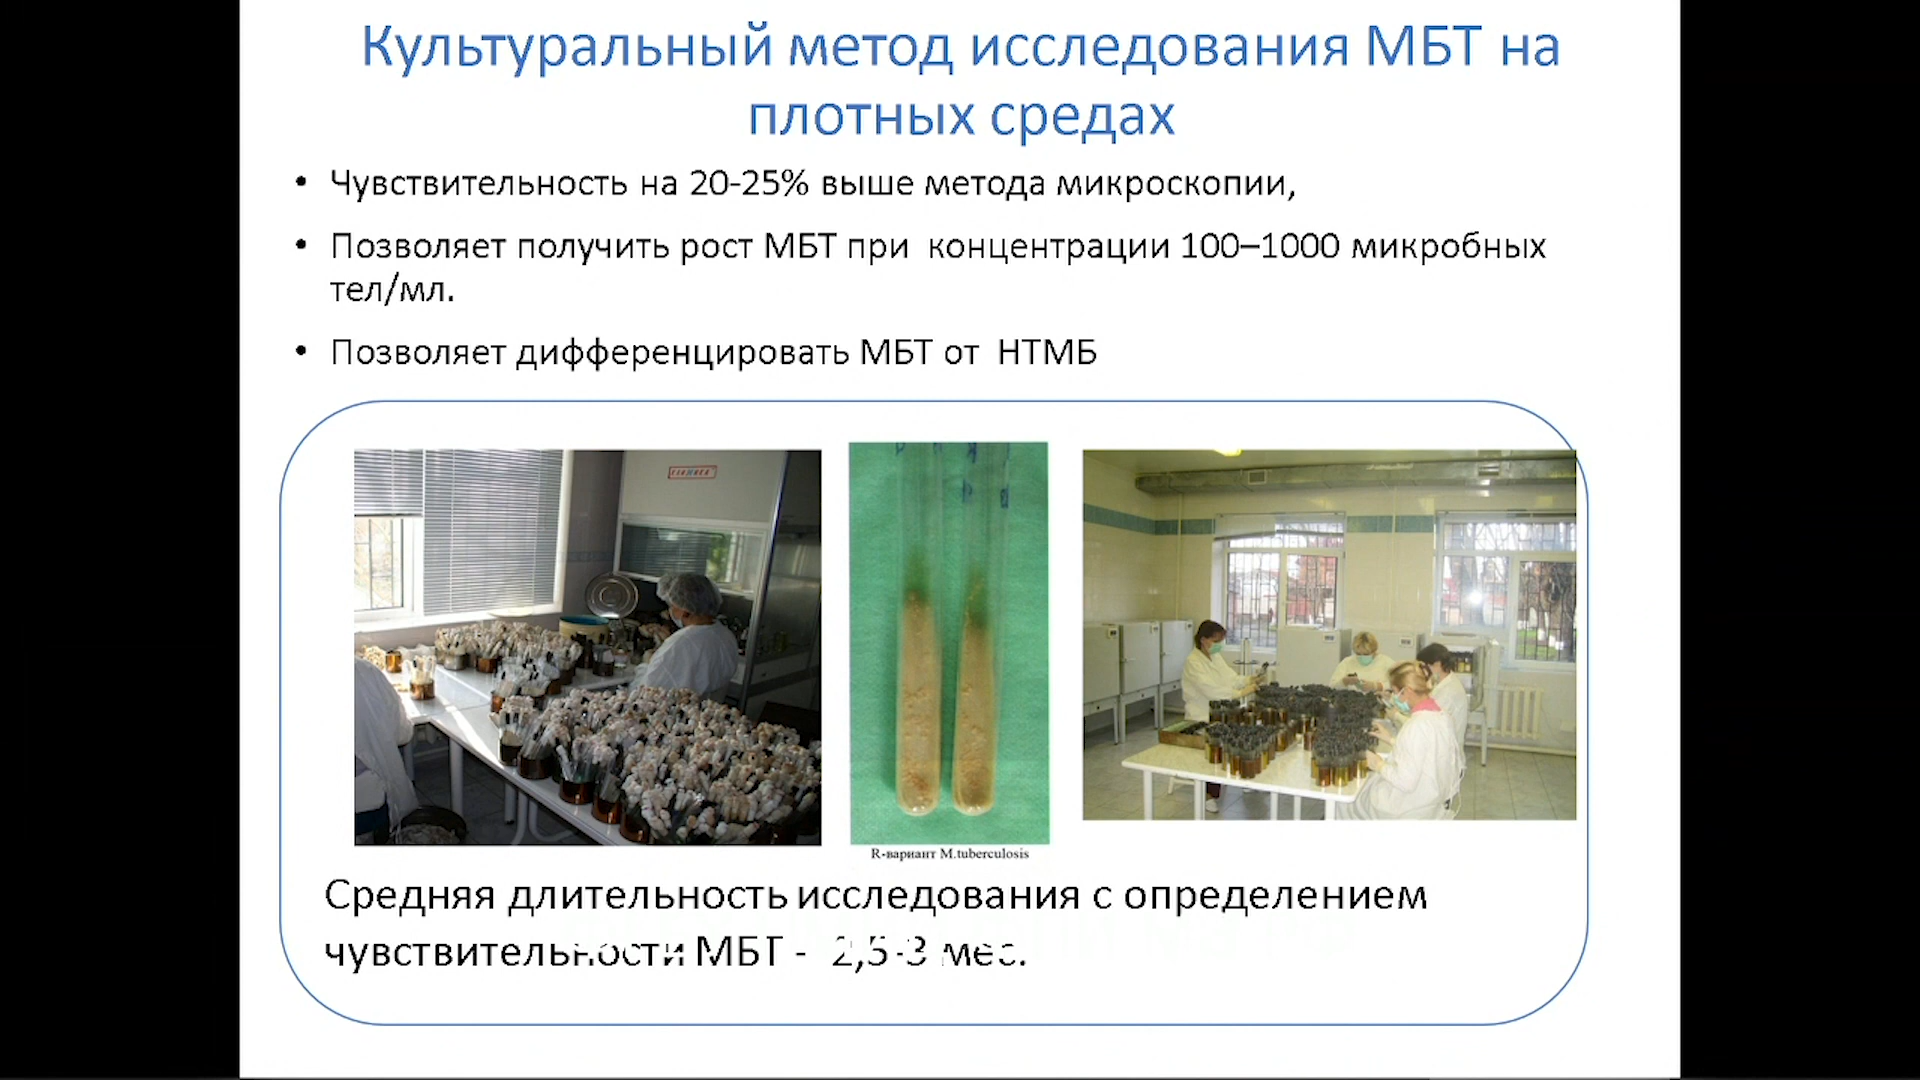 Культуральный метод исследования МБТ на
плотных средах
• Чувствительность на 20-25% выше метода микроскопии,
• Позволяет получить рост МБТ при концентрации 100–1000 микробных
тел/мл.
• Позволяет дифференцировать МБТ от НТМБ
R-вариант M.tuberculosis
Средняя длительность исследования с определением
чувствительности МБТ - 2,5-3 мес.